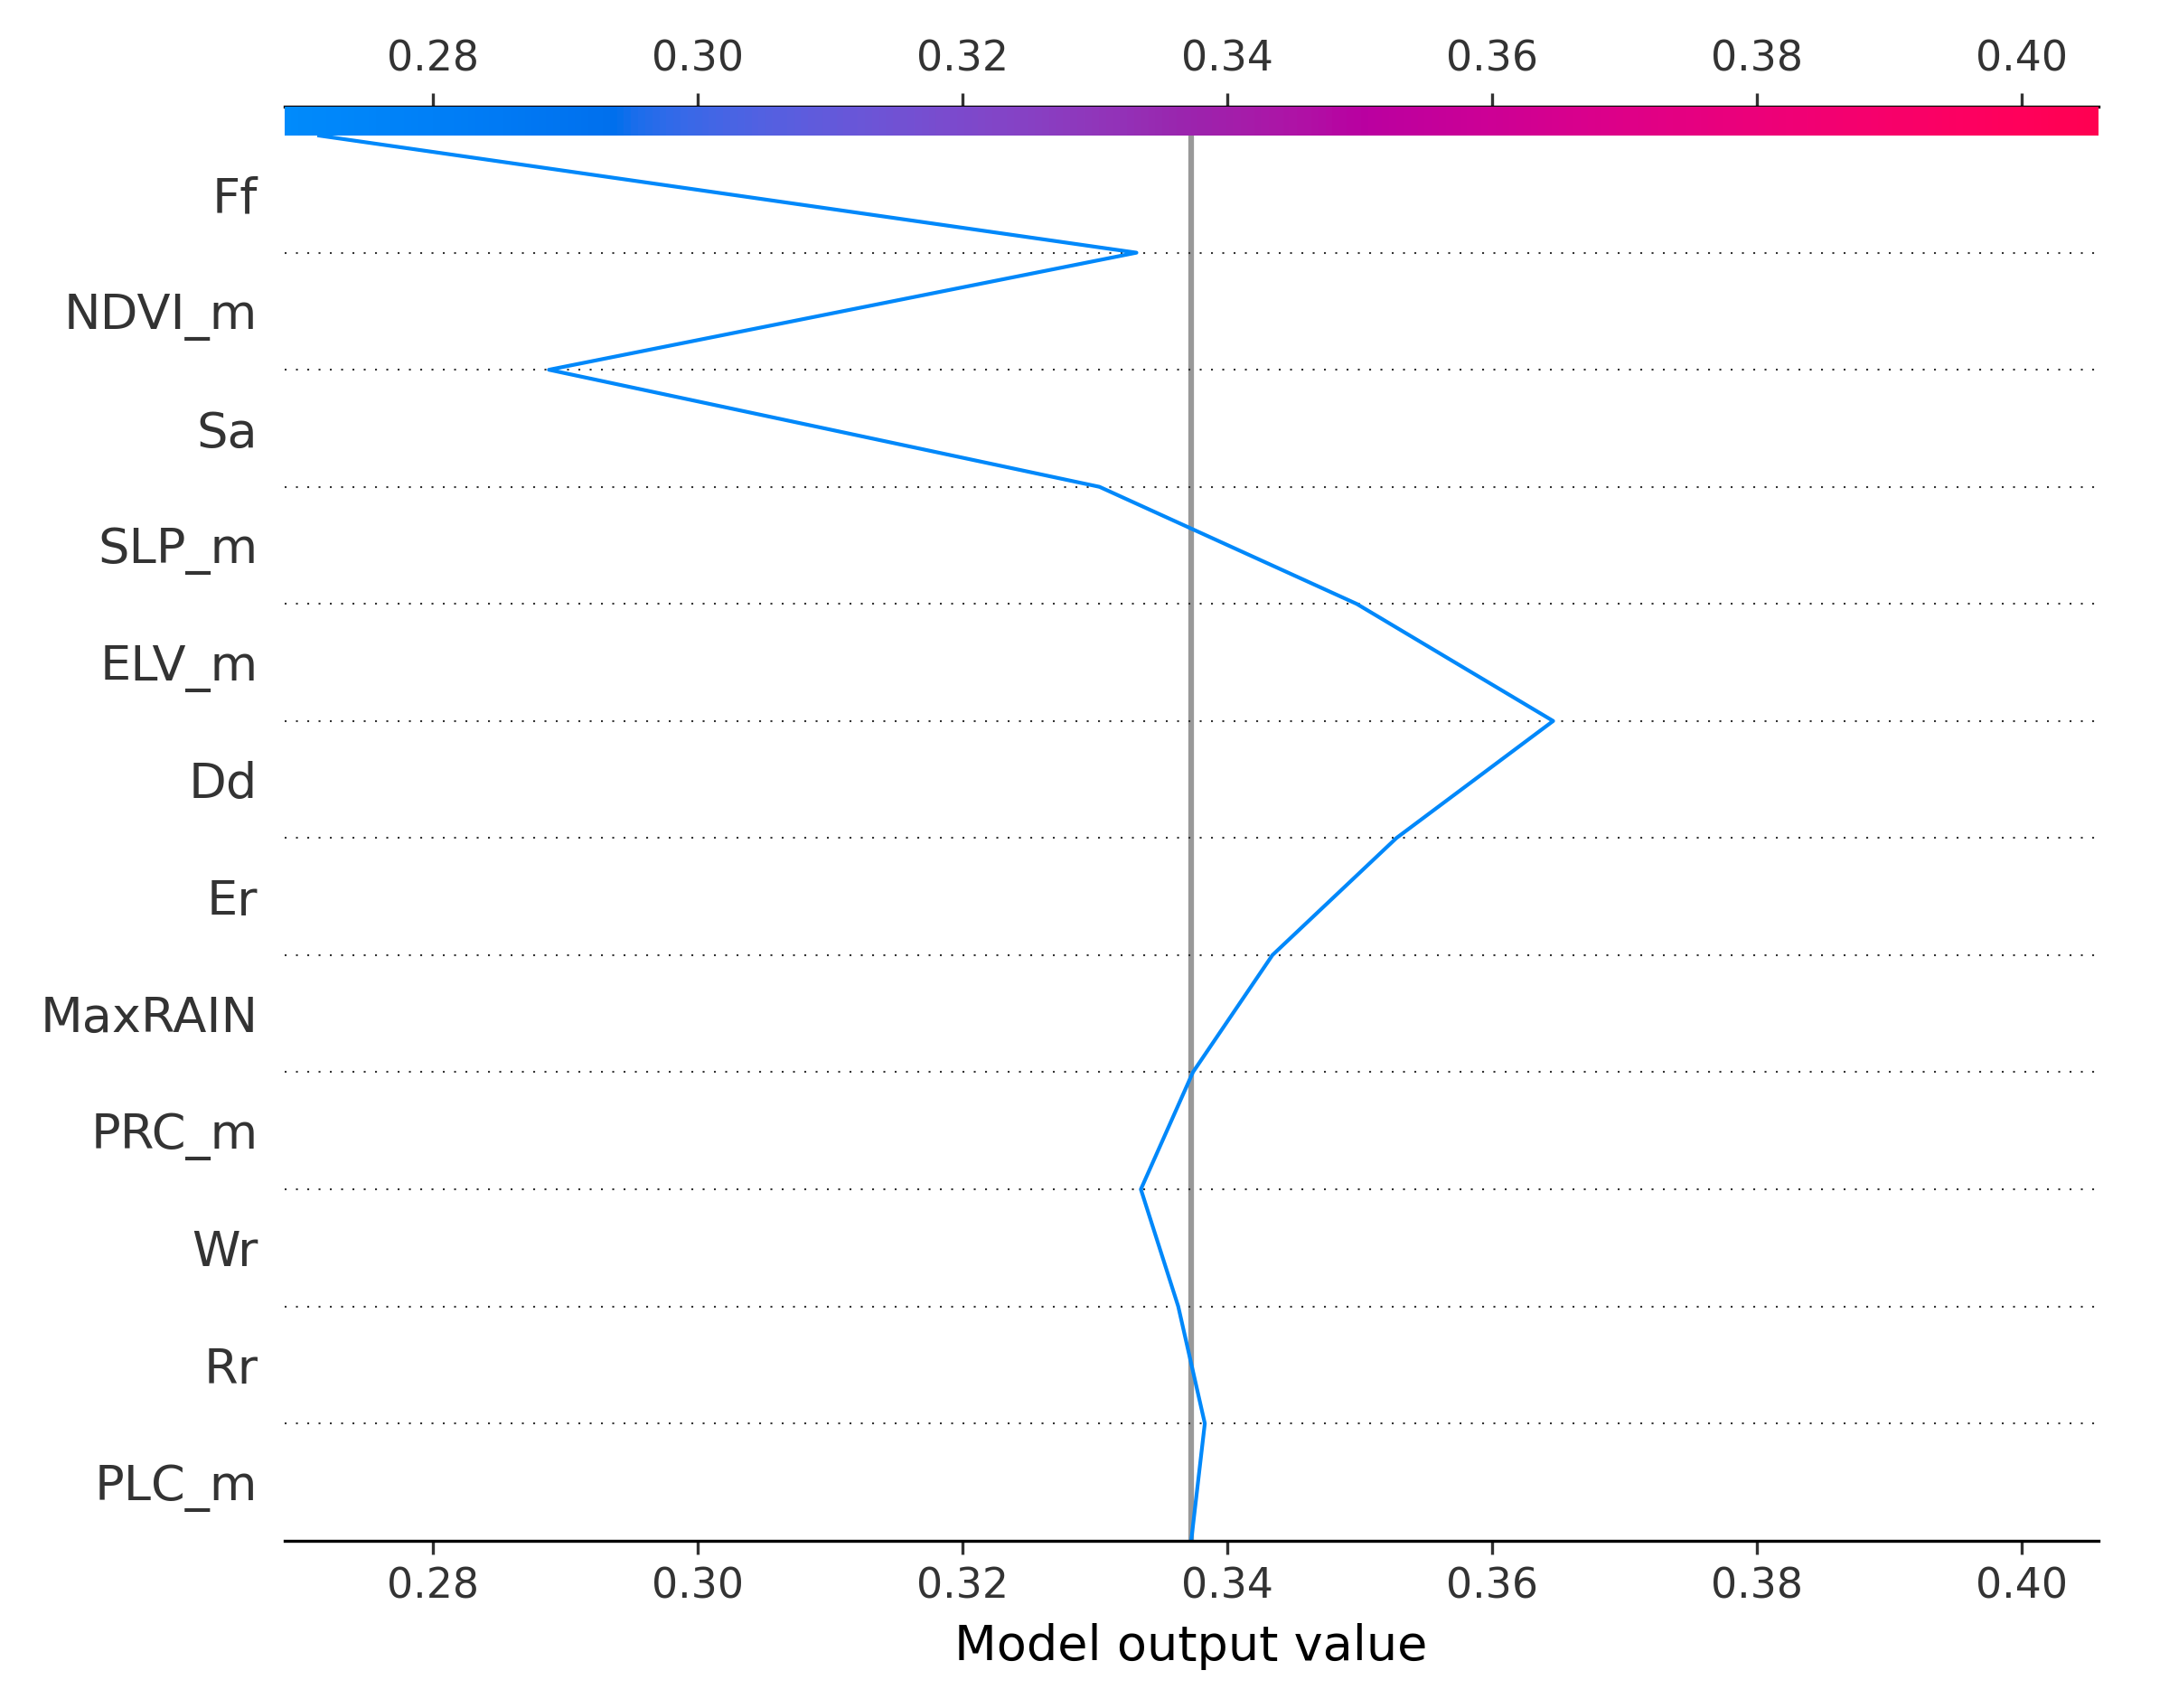 0.28 0.30 0.32 0.34 0.36 0.38 0.40
Ff
NDVI_m
Sa
SLP_m
ELV_m
Dd
Er
MaxRAIN
PRC_m
Wr
Rr
PLC_m
0.28 0.30 0.32 0.34 0.36 0.38 0.40
Model output value